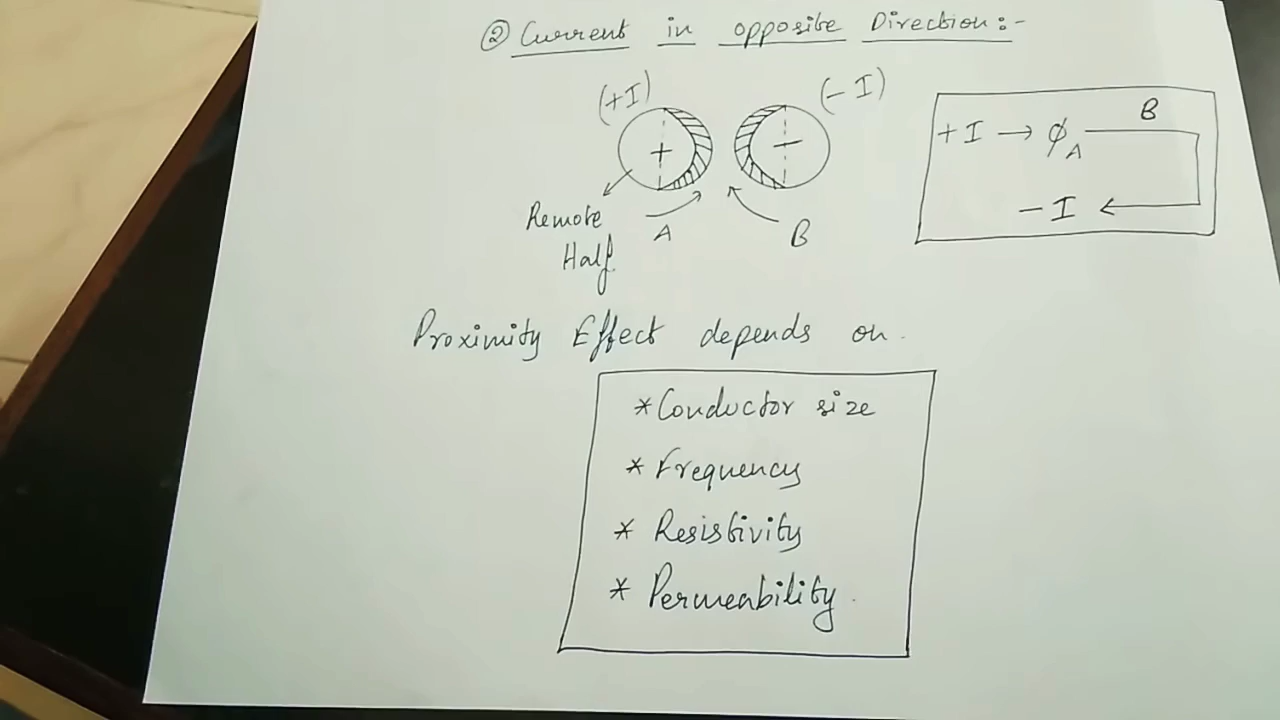 ② Current in opposite Direction:-
(+I) (-I)
+ -
Remote
Half
A B
+I → ϕA B
-I ←
Proximity Effect depends on.
* Conductor size
* Frequency
* Resistivity
* Permeability.